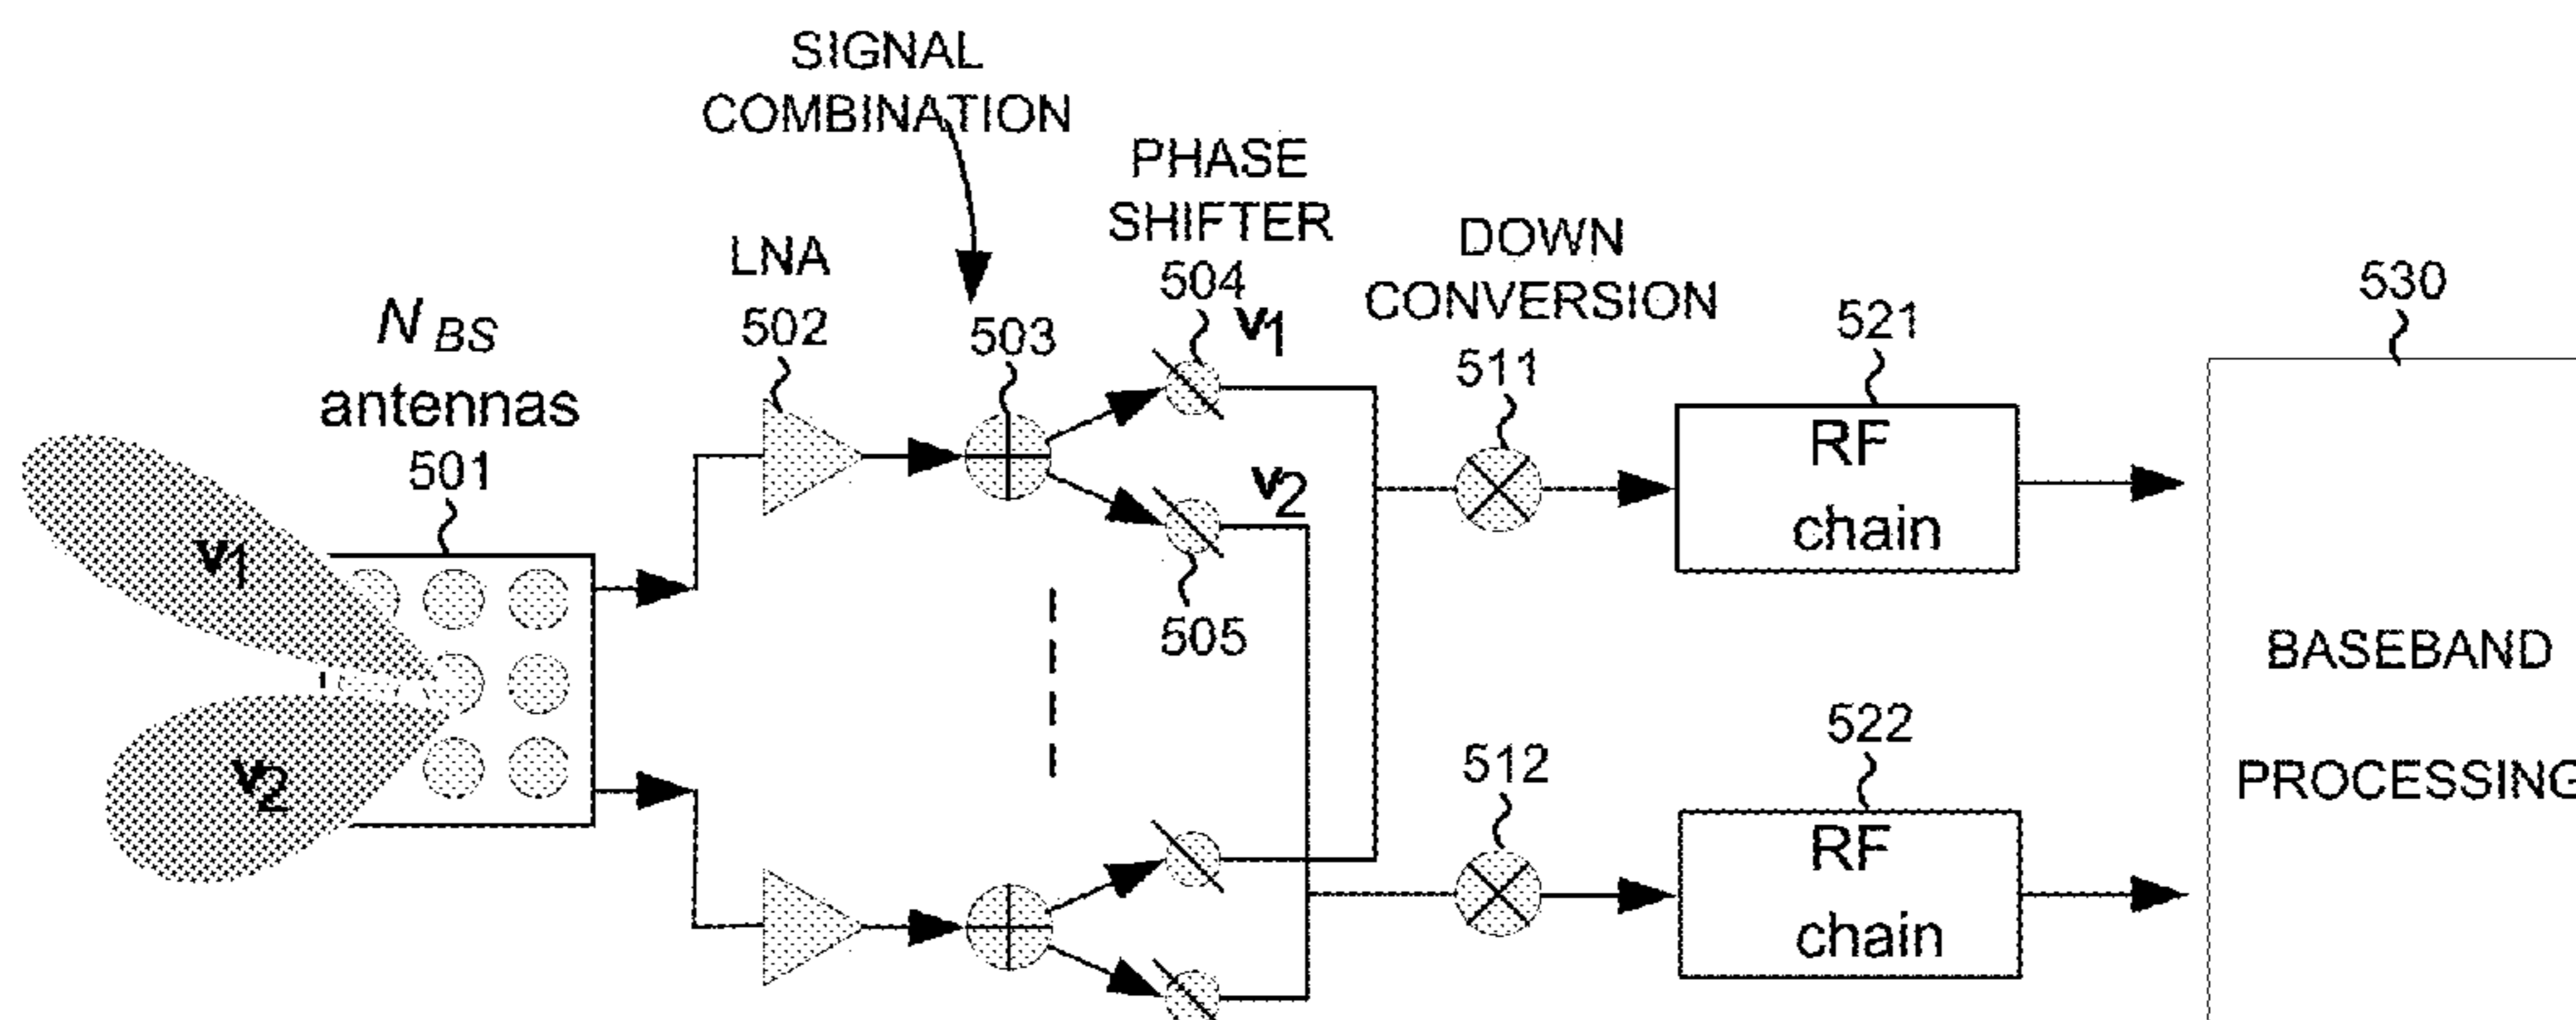 SIGNAL
COMBINATION
PHASE
SHIFTER
504
v1
LNA
502
503
DOWN
CONVERSION
511
521
530
N BS
antennas
501
RF
chain
v2
505
v1
v2
512
522
RF
chain
BASEBAND
PROCESSING